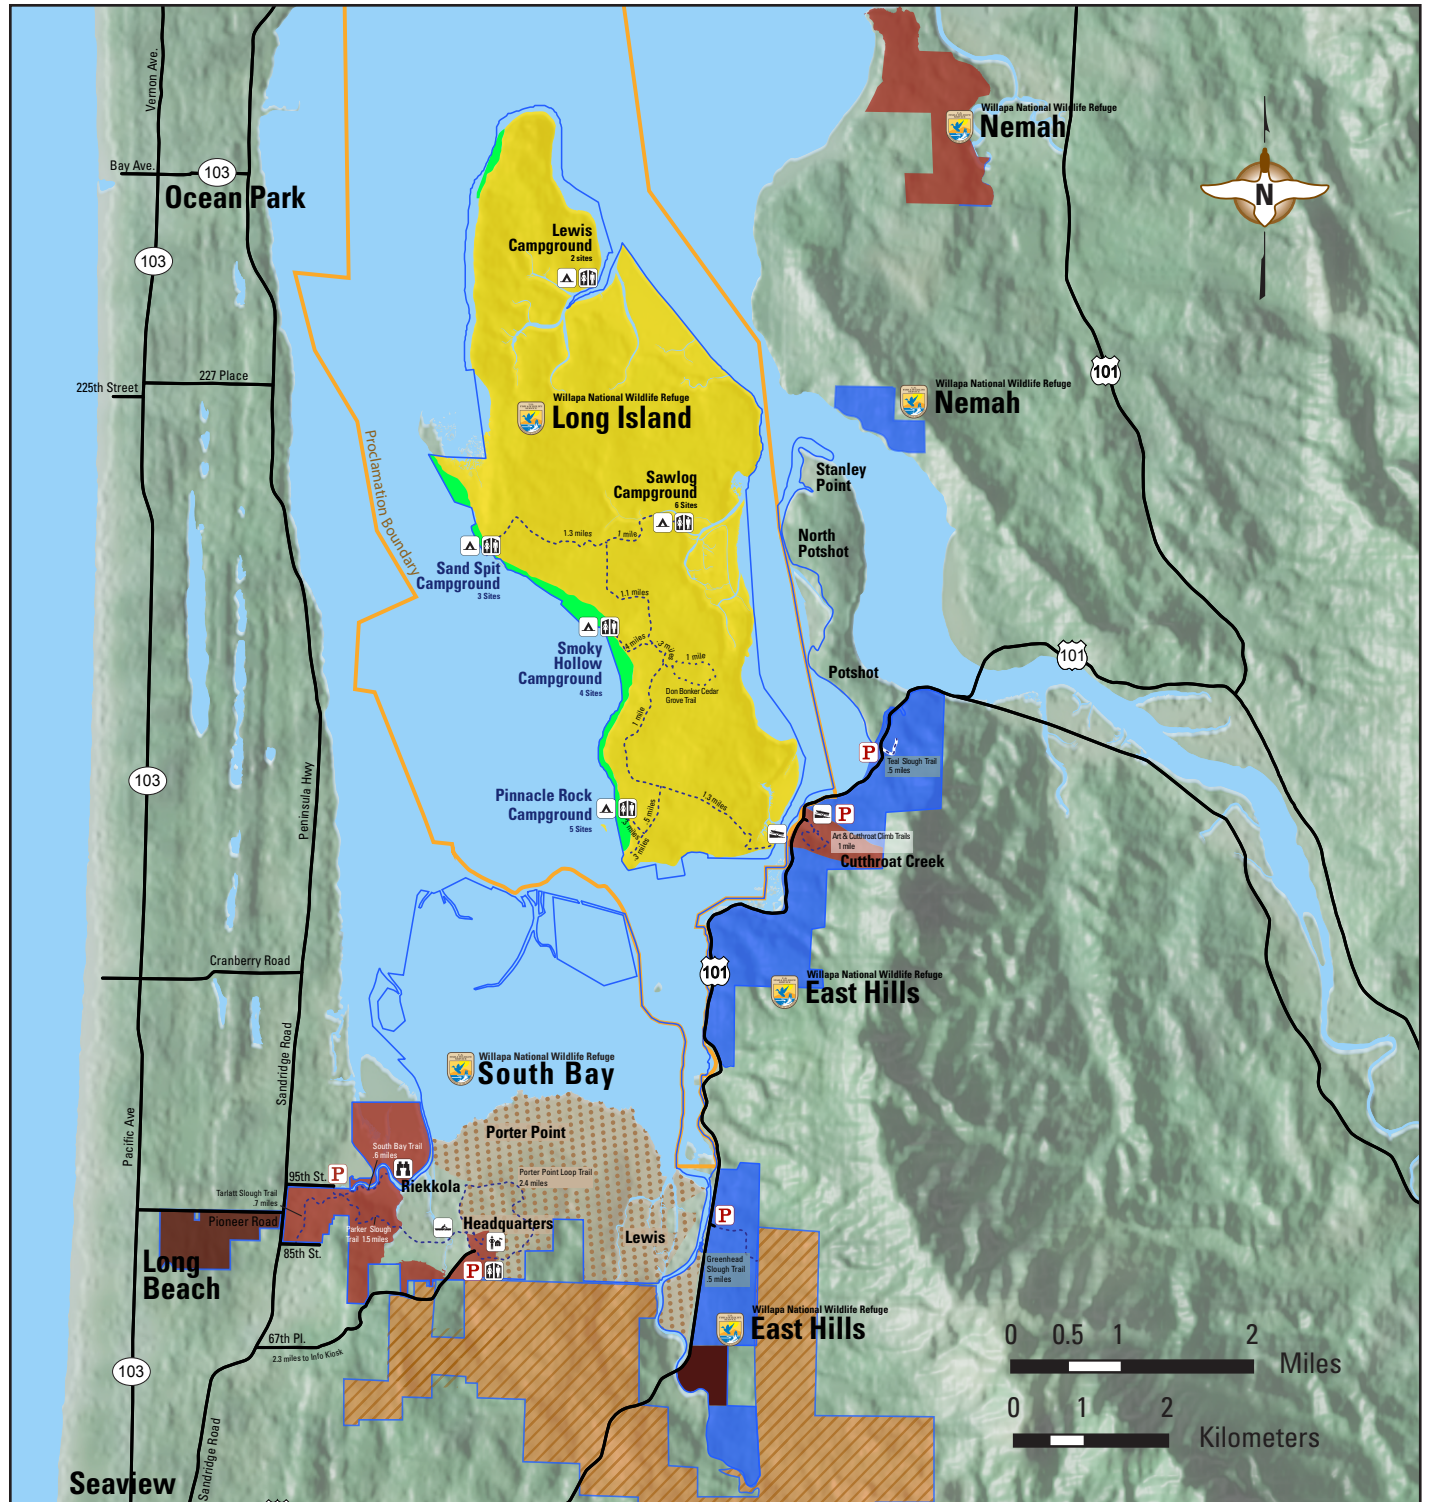 Vernon Ave.
Bay Ave.
103
Ocean Park
103
225th Street
227 Place
Proclamation Boundary
Lewis
Campground
2 sites
Willapa National Wildlife Refuge
Nemah
N
101
Willapa National Wildlife Refuge
Nemah
Willapa National Wildlife Refuge
Long Island
Sawlog
Campground
6 Sites
Stanley
Point
North
Potshot
1.3 miles
1 mile
Sand Spit
Campground
3 Sites
1.1 miles
Smoky
Hollow
Campground
4 Sites
1 mile
Don Bonker Cedar
Grove Trail
1 mile
Potshot
101
P
Teal Slough Trail
.5 miles
103
Peninsula Hwy
Pinnacle Rock
Campground
5 Sites
.5 miles
.3 miles
1.3 miles
P
Art & Cutthroat Climb Trails
1 mile
Cutthroat Creek
Cranberry Road
101
Willapa National Wildlife Refuge
East Hills
Sandridge Road
Willapa National Wildlife Refuge
South Bay
Pacific Ave
Porter Point
South Bay Trail
.6 miles
95th St.
P
Riekkola
Porter Point Loop Trail
2.4 miles
Tarlatt Slough Trail
.7 miles
Pioneer Road
Parker Slough
Trail 1.5 miles
Headquarters
Lewis
P
85th St.
Long
Beach
P
Greenhead
Slough Trail
.5 miles
Willapa National Wildlife Refuge
East Hills
67th Pl.
2.3 miles to Info Kiosk
103
0 0.5 1 2
Miles
0 1 2
Kilometers
Sandridge Road
Seaview